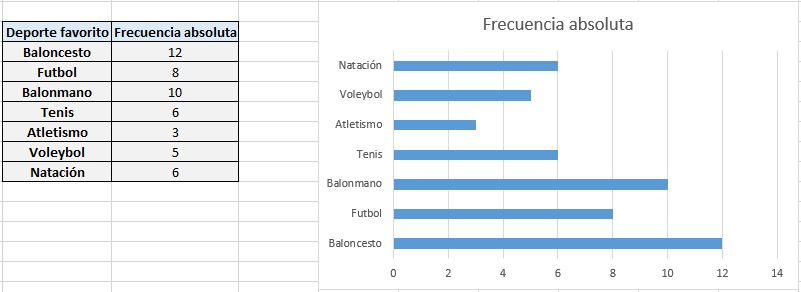 Deporte favorito Frecuencia absoluta
Baloncesto 12
Futbol 8
Balonmano 10
Tenis 6
Atletismo 3
Voleybol 5
Natación 6
Frecuencia absoluta
Natación
Voleybol
Atletismo
Tenis
Balonmano
Futbol
Baloncesto
0 2 4 6 8 10 12 14